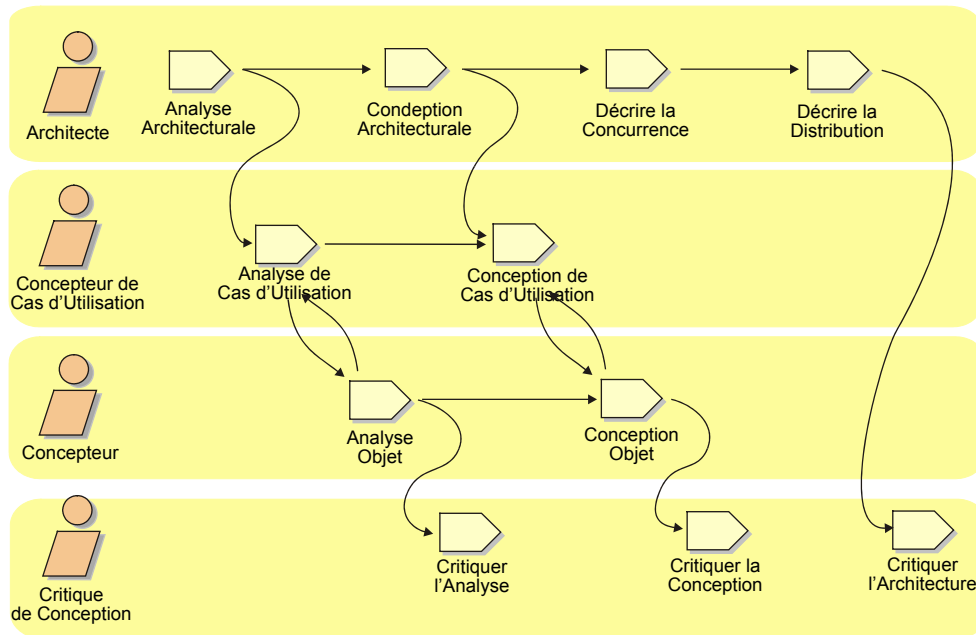 Architecte
Analyse
Architecturale
Condeption
Architecturale
Décrire la
Concurrence
Décrire la
Distribution
Concepteur de
Cas d'Utilisation
Analyse de
Cas d'Utilisation
Conception de
Cas d'Utilisation
Concepteur
Analyse
Objet
Conception
Objet
Critique
de Conception
Critiquer
l'Analyse
Critiquer la
Conception
Critiquer
l'Architecture